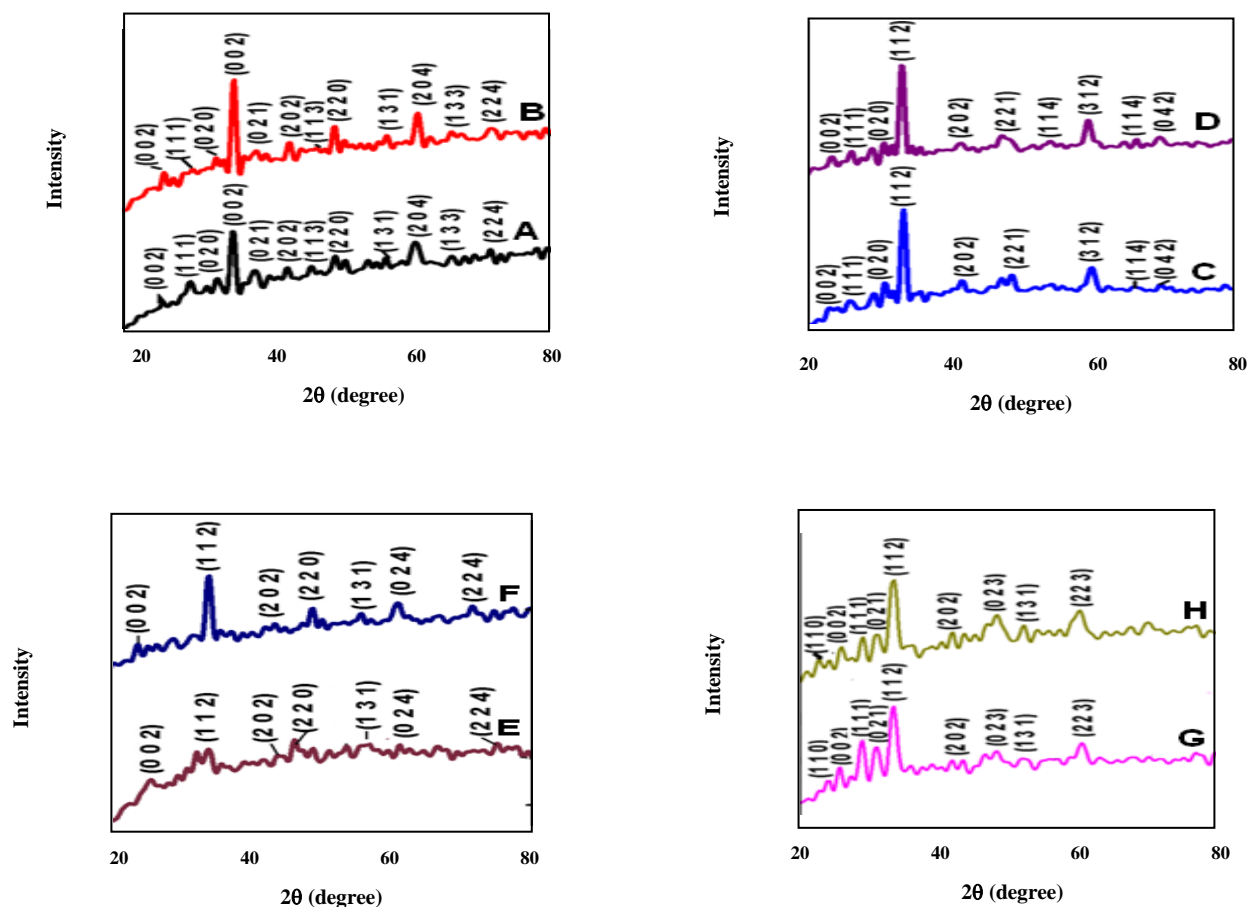 (0 0 2) (1 1 1) (0 2 0) (0 0 2) (0 2 1) (2 0 2) (1 1 3) (2 2 0) (1 3 1) (2 0 4) (1 3 3) (2 2 4) B
(0 0 2) (1 1 1) (0 2 0) (0 0 2) (0 2 1) (2 0 2) (1 1 3) (2 2 0) (1 3 1) (2 0 4) (1 3 3) (2 2 4) A
Intensity
20 40 60 80
2θ (degree)
(0 0 2) (1 1 1) (0 2 0) (1 1 2) (2 0 2) (2 2 1) (1 1 4) (3 1 2) (1 1 4) (0 4 2) D
(0 0 2) (1 1 1) (0 2 0) (1 1 2) (2 0 2) (2 2 1) (3 1 2) (1 1 4) (0 4 2) C
Intensity
20 40 60 80
2θ (degree)
(0 0 2) (1 1 2) (2 0 2) (2 2 0) (1 3 1) (0 2 4) (2 2 4) F
(0 0 2) (1 1 2) (2 0 2) (2 2 0) (1 3 1) (0 2 4) (2 2 4) E
Intensity
20 40 60 80
2θ (degree)
(1 1 0) (0 0 2) (1 1 1) (0 2 1) (1 1 2) (2 0 2) (0 2 3) (1 3 1) (2 2 3) H
(1 1 0) (0 0 2) (1 1 1) (0 2 1) (1 1 2) (2 0 2) (0 2 3) (1 3 1) (2 2 3) G
Intensity
20 40 60 80
2θ (degree)